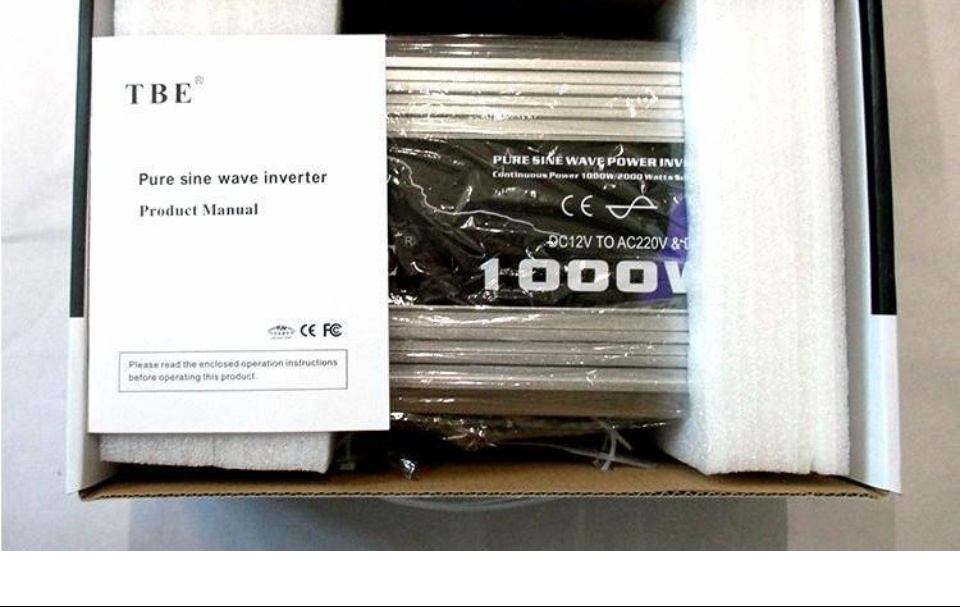 TBE®
Pure sine wave inverter
Product Manual
CE FC
Please read the enclosed operation instructions
before operating this product.
PURE SINE WAVE POWER INV
Continuous Power 1000W/2000 Watts S
CE
R
DC12V TO AC220V &
1000W